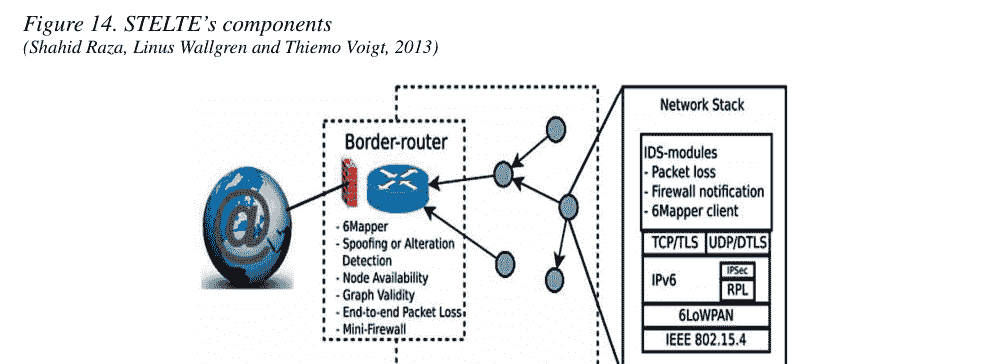 Figure 14. STELTE's components
(Shahid Raza, Linus Wallgren and Thiemo Voigt, 2013)
Border-router
@
- 6Mapper
- Spoofing or Alteration
Detection
- Node Availability
- Graph Validity
- End-to-end Packet Loss
- Mini-Firewall
Network Stack
IDS-modules
- Packet loss
- Firewall notification
- 6Mapper client
TCP/TLS UDP/DTLS
IPv6
IPSec
RPL
6LoWPAN
IEEE 802.15.4